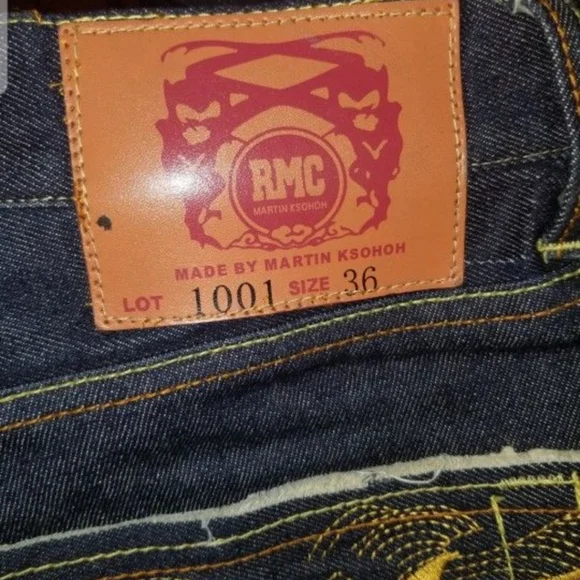 RMC
MARTIN KSOHOH
MADE BY MARTIN KSOHOH
LOT 1001 SIZE 36